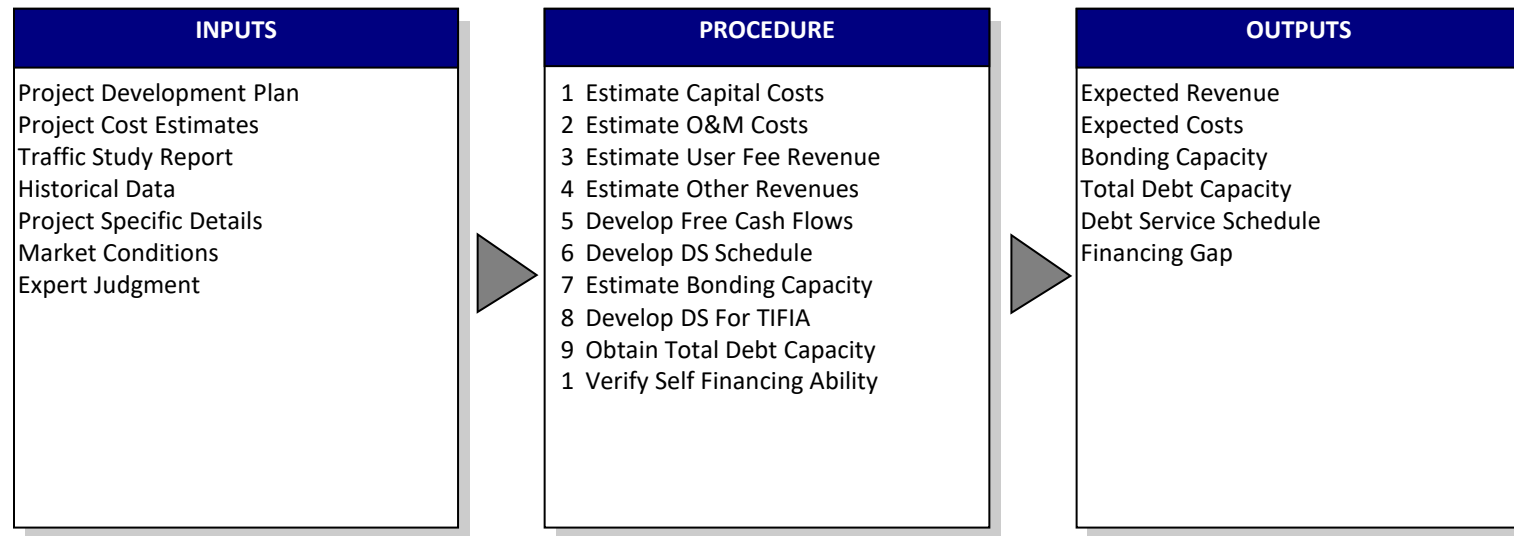 INPUTS
Project Development Plan
Project Cost Estimates
Traffic Study Report
Historical Data
Project Specific Details
Market Conditions
Expert Judgment
PROCEDURE
1 Estimate Capital Costs
2 Estimate O&M Costs
3 Estimate User Fee Revenue
4 Estimate Other Revenues
5 Develop Free Cash Flows
6 Develop DS Schedule
7 Estimate Bonding Capacity
8 Develop DS For TIFIA
9 Obtain Total Debt Capacity
1 Verify Self Financing Ability
OUTPUTS
Expected Revenue
Expected Costs
Bonding Capacity
Total Debt Capacity
Debt Service Schedule
Financing Gap